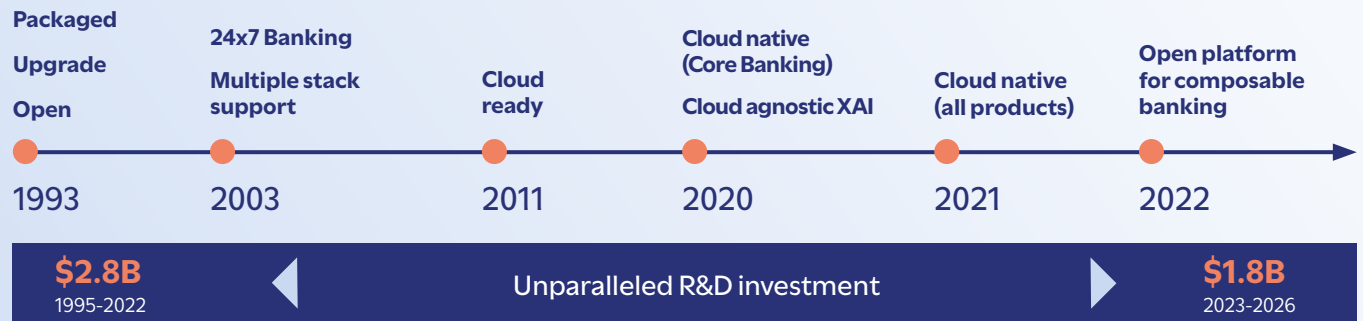 Packaged
Upgrade
Open
1993
24x7 Banking
Multiple stack
support
2003
Cloud
ready
2011
Cloud native
(Core Banking)
Cloud agnostic XAI
2020
Cloud native
(all products)
2021
Open platform
for composable
banking
2022
$2.8B
1995-2022
Unparalleled R&D investment
$1.8B
2023-2026